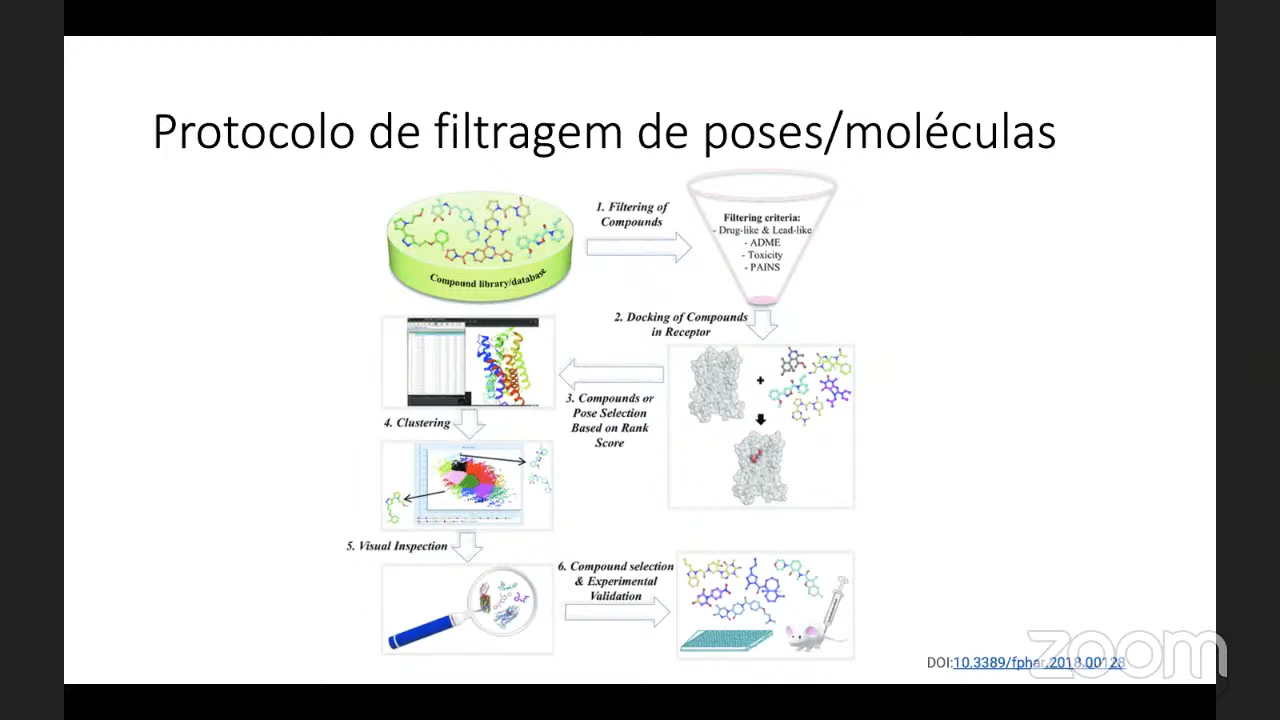 Protocolo de filtragem de poses/moléculas
Compound library/database
1. Filtering of
Compounds
Filtering criteria:
- Drug-like & Lead-like
- ADME
- Toxicity
- PAINS
2. Docking of Compounds
in Receptor
3. Compounds or
Pose Selection
Based on Rank
Score
4. Clustering
5. Visual Inspection
6. Compound selection
& Experimental
Validation
DOI:10.3389/fphar.2018.00128
zoom